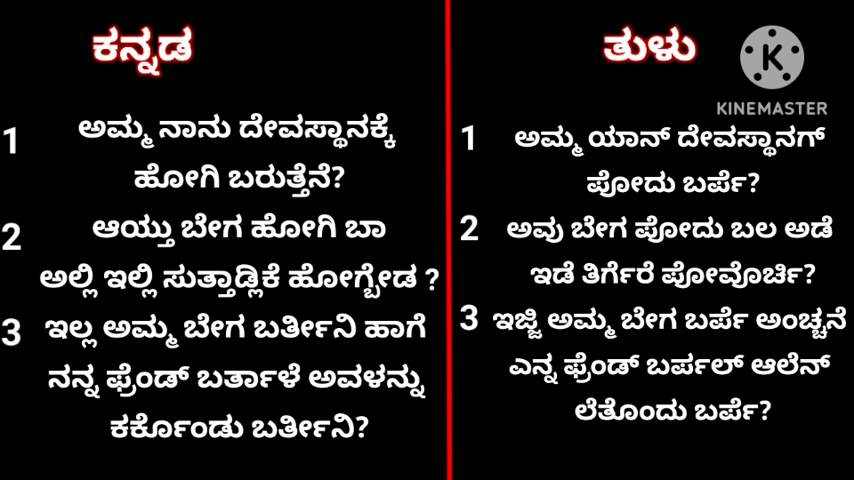 ಕನ್ನಡ
1 ಅಮ್ಮ ನಾನು ದೇವಸ್ಥಾನಕ್ಕೆ
ಹೋಗಿ ಬರುತ್ತೆನೆ?
2 ಆಯ್ತು ಬೇಗ ಹೋಗಿ ಬಾ
ಅಲ್ಲಿ ಇಲ್ಲಿ ಸುತ್ತಾಡ್ಲಿಕೆ ಹೋಗ್ಬೇಡ ?
3 ಇಲ್ಲ ಅಮ್ಮ ಬೇಗ ಬರ್ತೀನಿ ಹಾಗೆ
ನನ್ನ ಫ್ರೆಂಡ್ ಬರ್ತಾಳೆ ಅವಳನ್ನು
ಕರ್ಕೊಂಡು ಬರ್ತೀನಿ?
ತುಳು
KINEMASTER
1 ಅಮ್ಮ ಯಾನ್ ದೇವಸ್ಥಾನಗ್
ಪೋದು ಬರ್ಪೆ?
2 ಅವು ಬೇಗ ಪೋದು ಬಲ ಅಡೆ
ಇಡೆ ತಿರ್ಗೆರೆ ಪೋವೊರ್ಚಿ?
3 ಇಜ್ಜಿ ಅಮ್ಮ ಬೇಗ ಬರ್ಪೆ ಅಂಚ್ಚನೆ
ಎನ್ನ ಫ್ರೆಂಡ್ ಬರ್ಪಲ್ ಆಲೆನ್
ಲೆತೊಂದು ಬರ್ಪೆ?